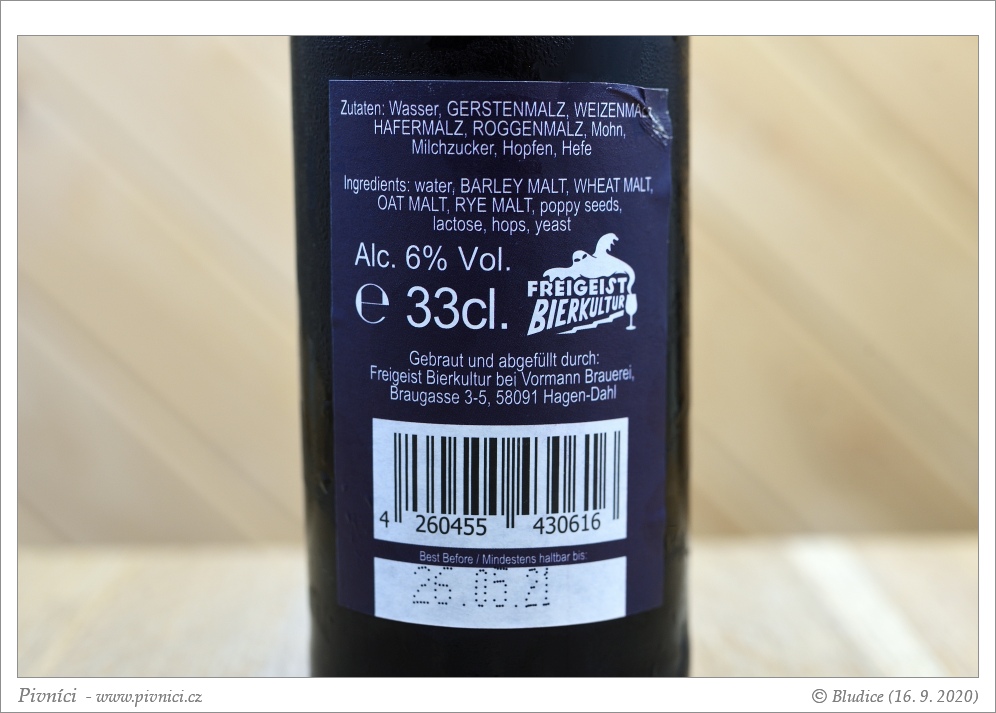 Zutaten: Wasser, GERSTENMALZ, WEIZENMALZ,
HAFERMALZ, ROGGENMALZ, Mohn,
Milchzucker, Hopfen, Hefe
Ingredients: water, BARLEY MALT, WHEAT MALT,
OAT MALT, RYE MALT, poppy seeds,
lactose, hops, yeast
Alc. 6% Vol.
e 33cl.
FREIGEIST
BIERKULTUR
Gebraut und abgefüllt durch:
Freigeist Bierkultur bei Vormann Brauerei,
Braugasse 3-5, 58091 Hagen-Dahl
4 260455 430616
Best Before / Mindestens haltbar bis:
26.05.21
Pivníci - www.pivnici.cz
© Bludice (16. 9. 2020)